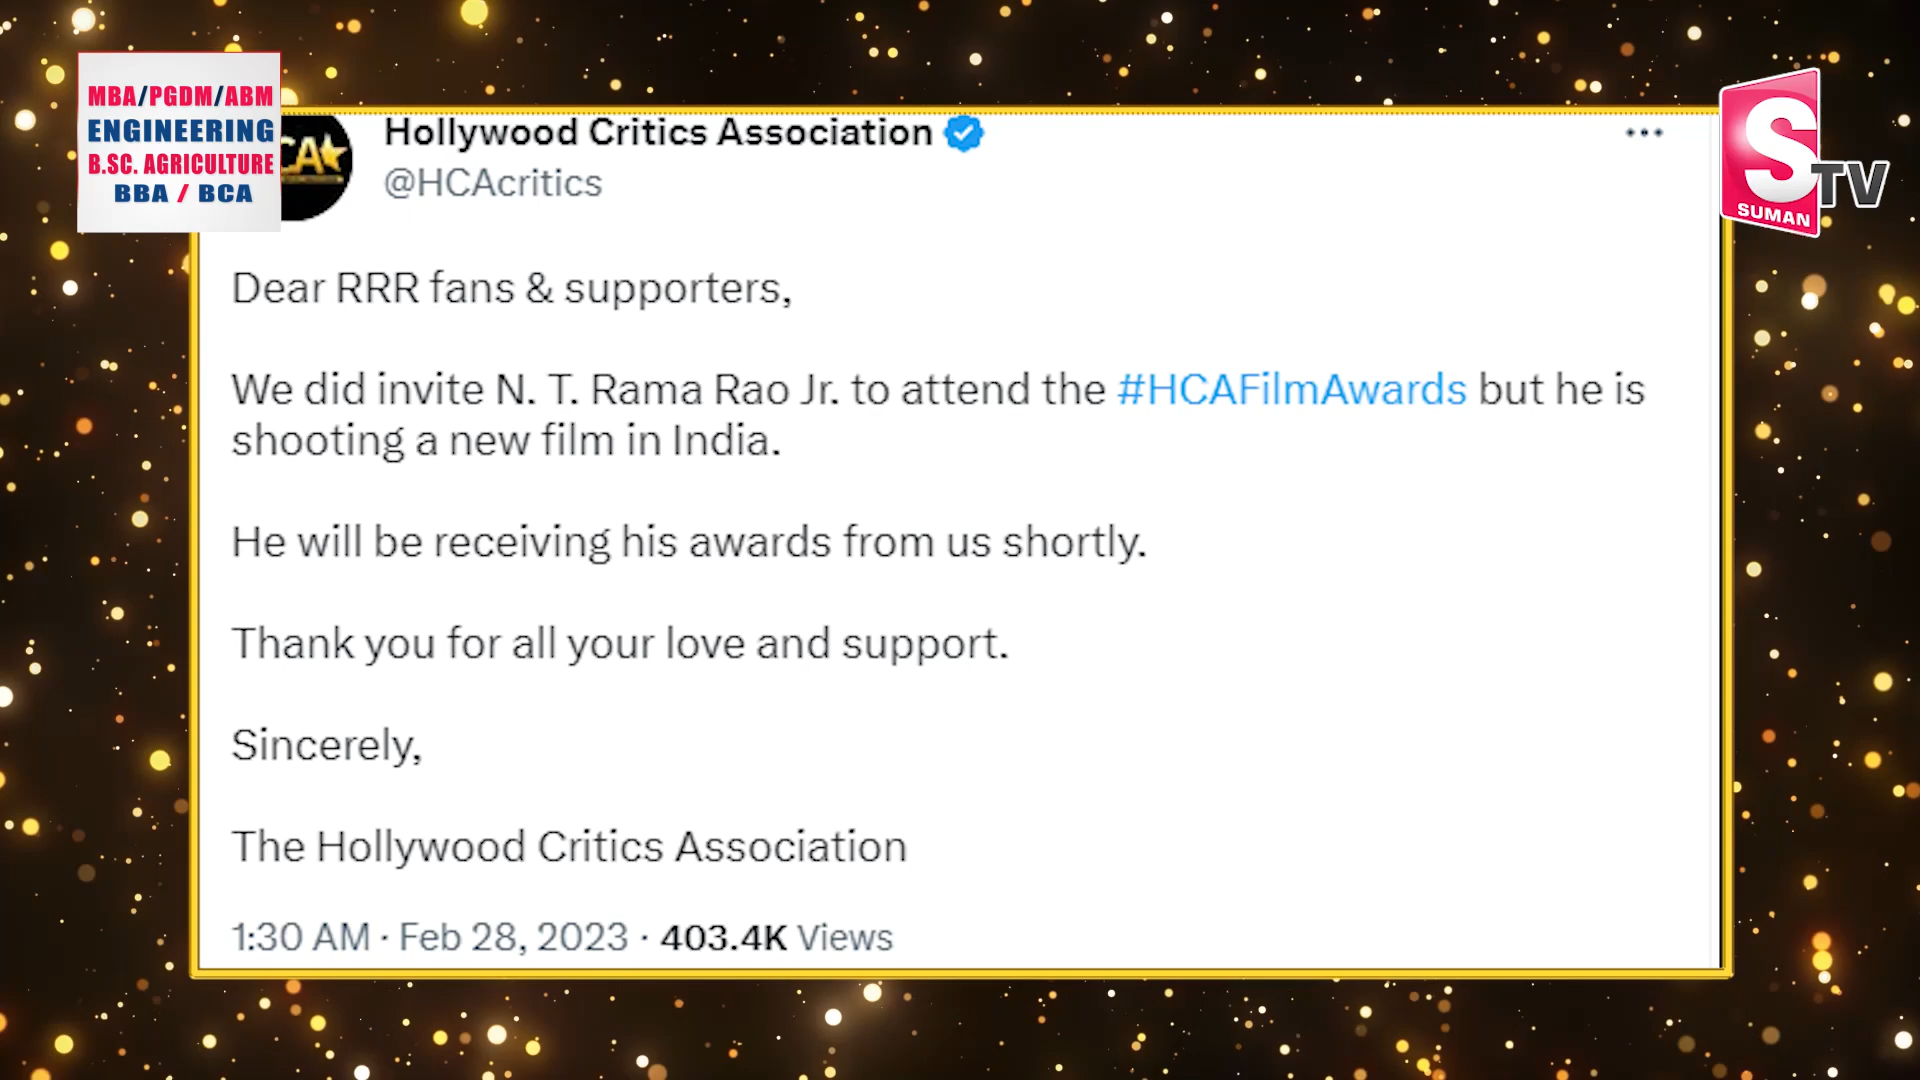 MBA/PGDM/ABM
ENGINEERING
B.SC. AGRICULTURE
BBA / BCA
CA
Hollywood Critics Association
@HCAcritics
S
TV
SUMAN
Dear RRR fans & supporters,
We did invite N. T. Rama Rao Jr. to attend the #HCAFilmAwards but he is
shooting a new film in India.
He will be receiving his awards from us shortly.
Thank you for all your love and support.
Sincerely,
The Hollywood Critics Association
1:30 AM · Feb 28, 2023 · 403.4K Views